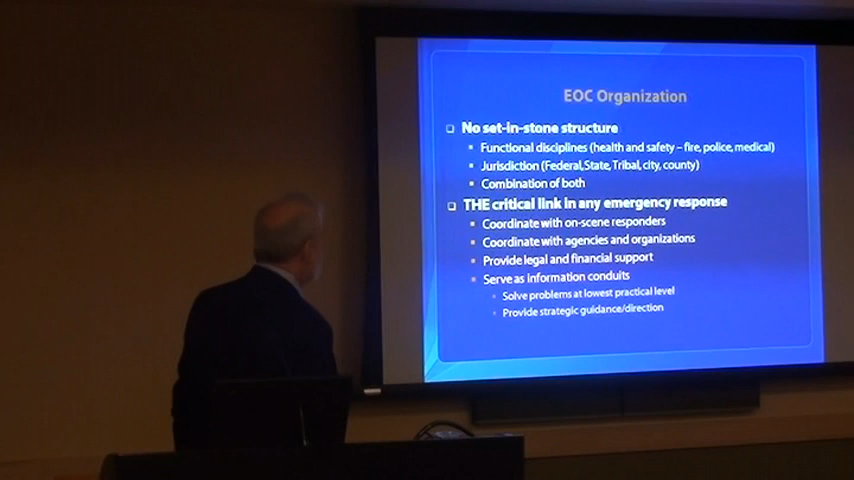 EOC Organization
No set-in-stone structure
Functional disciplines (health and safety – fire, police, medical)
Jurisdiction (Federal, State, Tribal, city, county)
Combination of both
THE critical link in any emergency response
Coordinate with on-scene responders
Coordinate with agencies and organizations
Provide legal and financial support
Serve as information conduits
Solve problems at lowest practical level
Provide strategic guidance/direction